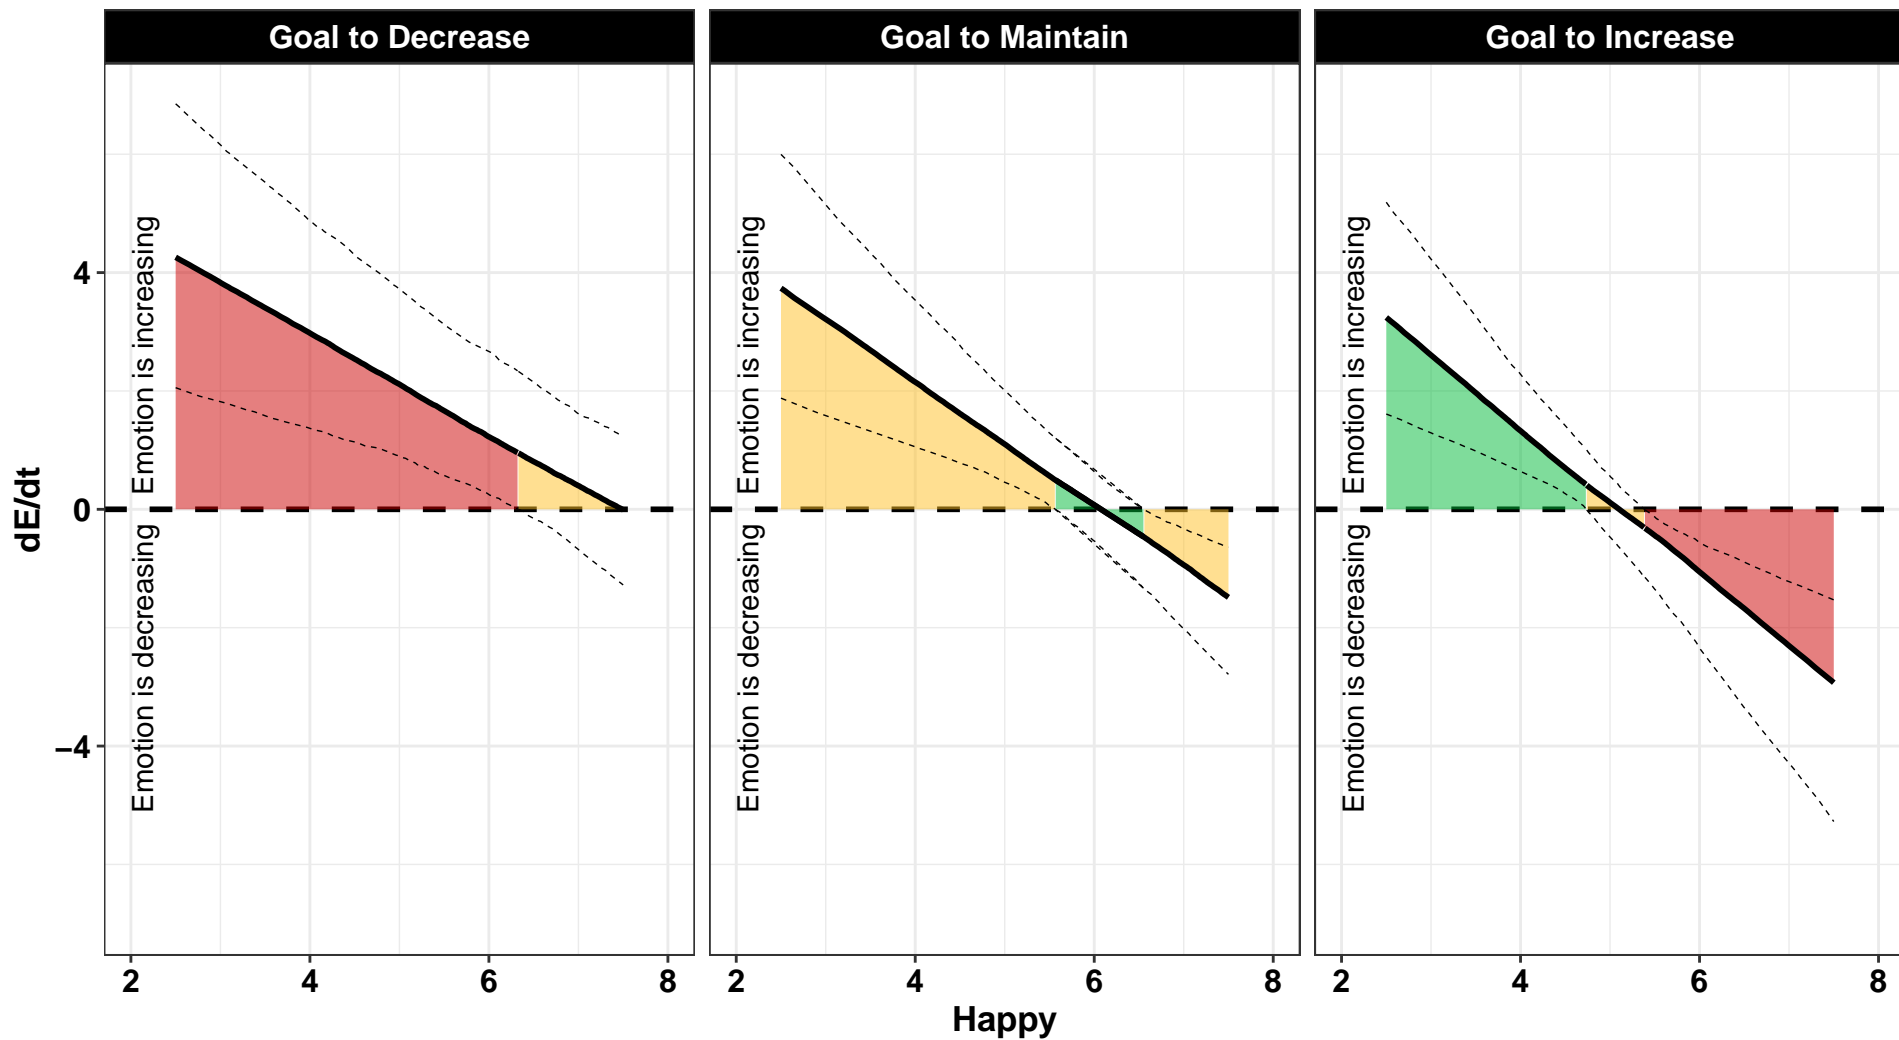 Goal to Decrease
Goal to Maintain
Goal to Increase
dE/dt
4
0
−4
Emotion is increasing
Emotion is decreasing
Emotion is increasing
Emotion is decreasing
Emotion is increasing
Emotion is decreasing
2 4 6 8
2 4 6 8
2 4 6 8
Happy